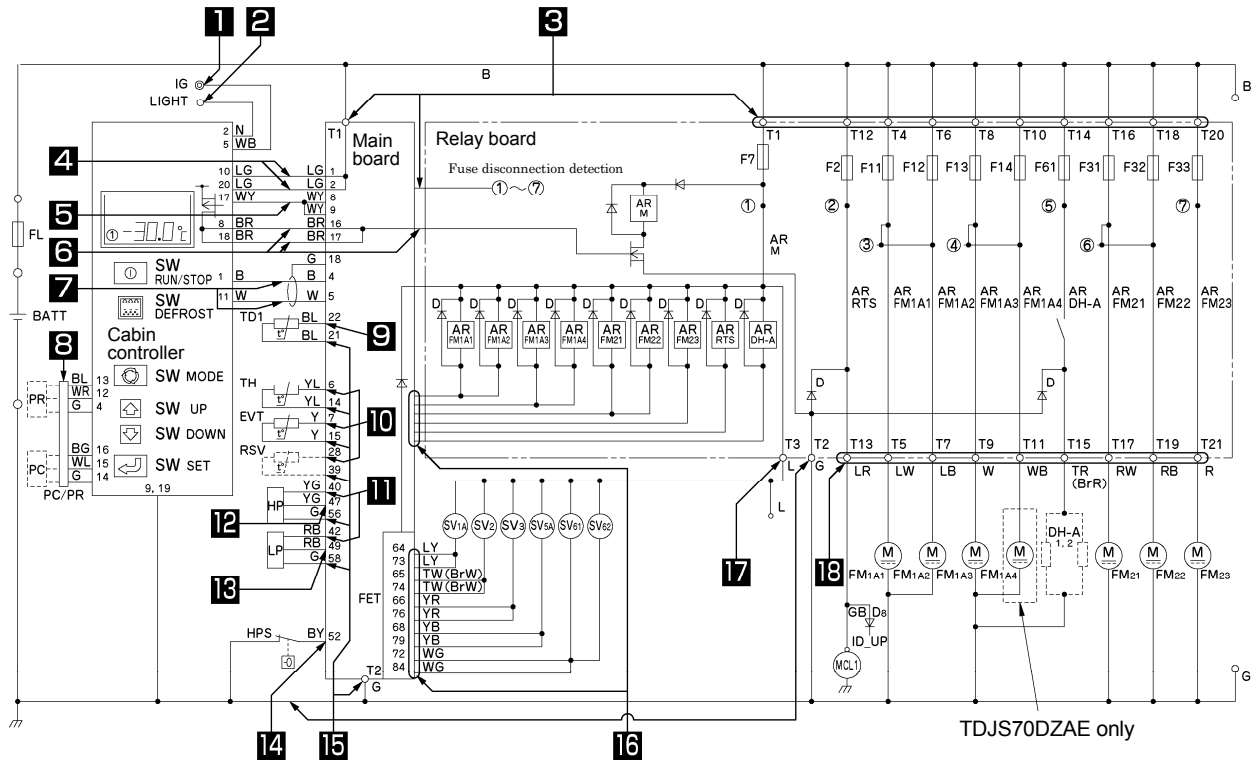 1 2 3
IG
LIGHT
B
B
2 N
5 WB
T1
Main board
Relay board
T1 T12 T4 T6 T8 T10 T14 T16 T18 T20
4
10 LG LG 1
20 LG LG 2
Fuse disconnection detection
①～⑦
F7 F2 F11 F12 F13 F14 F61 F31 F32 F33
5
17 WY WY 8
WY 9
AR M
① ② ③ ④ ⑤ ⑥ ⑦
① -30.0℃
8 BR BR 16
18 BR BR 17
FL
6
G 18
AR M
AR RTS
AR FM1A1
AR FM1A2
AR FM1A3
AR FM1A4
AR DH-A
AR FM21
AR FM22
AR FM23
SW RUN/STOP
1 B B 4
7
11 W W 5
SW DEFROST
BATT
TD1
BL 22
BL 21
t°
9
D D D D D D D D D
AR FM1A1
AR FM1A2
AR FM1A3
AR FM1A4
AR FM21
AR FM22
AR FM23
AR RTS
AR DH-A
8
Cabin controller
SW MODE
SW UP
SW DOWN
SW SET
D D
PR
BL 13
WR 12
G 4
TH
YL 6
YL 14
EVT
t°
Y 7
Y 15
10
RSV
t°
28
39
PC
BG 16
WL 15
G 14
PC/PR
9, 19
T3 T2 T13 T5 T7 T9 T11 T15 T17 T19 T21
L G LR LW LB W WB TR (BrR) RW RB R
L
11
HP
YG 40
YG 47
G 56
12
LP
RB 42
RB 49
G 58
13
SV1A SV2 SV3 SV5A SV61 SV62
17
18
FET
64 LY
73 LY
65 TW(BrW)
74 TW(BrW)
66 YR
76 YR
68 YB
79 YB
72 WG
84 WG
M M M M M M M
FM1A1 FM1A2 FM1A3 FM1A4 FM21 FM22 FM23
DH-A 1, 2
GB D8
ID_UP
MCL1
HPS
BY 52
T2
G
G
14 15 16
TDJS70DZAE only